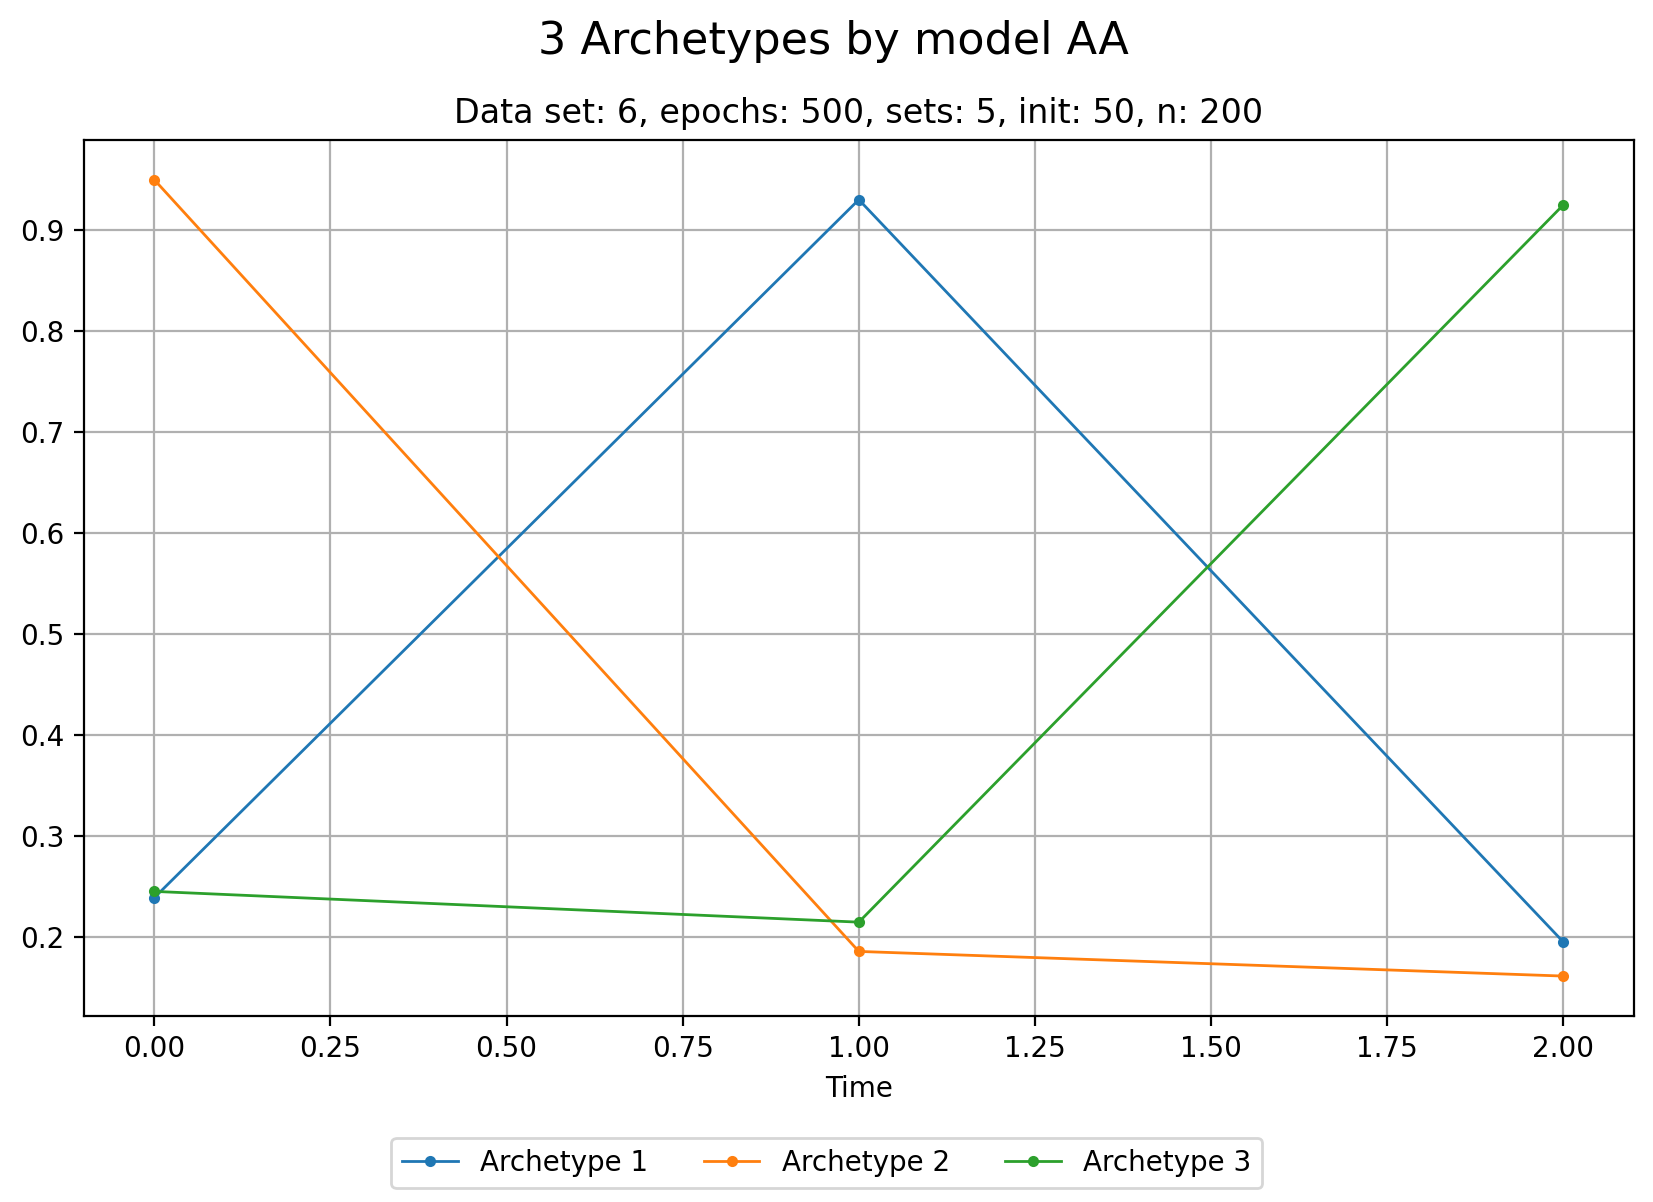 3 Archetypes by model AA
Data set: 6, epochs: 500, sets: 5, init: 50, n: 200
0.9
0.8
0.7
0.6
0.5
0.4
0.3
0.2
0.00 0.25 0.50 0.75 1.00 1.25 1.50 1.75 2.00
Time
Archetype 1 Archetype 2 Archetype 3